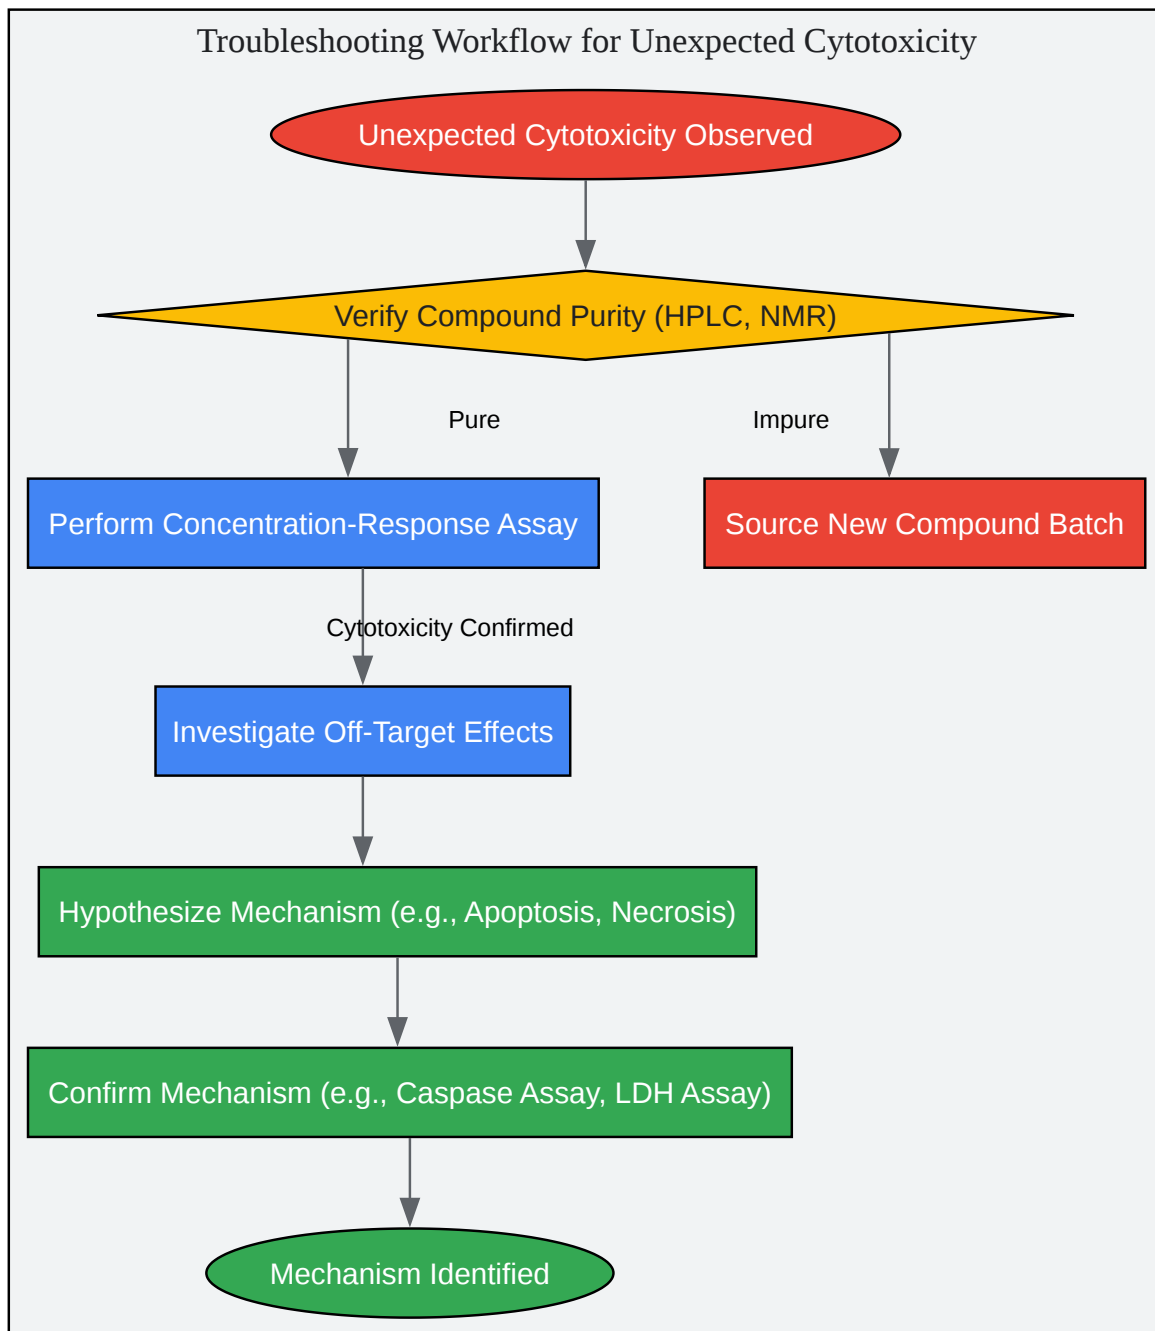 Troubleshooting Workflow for Unexpected Cytotoxicity
Unexpected Cytotoxicity Observed
Verify Compound Purity (HPLC, NMR)
Pure
Impure
Perform Concentration-Response Assay
Source New Compound Batch
Cytotoxicity Confirmed
Investigate Off-Target Effects
Hypothesize Mechanism (e.g., Apoptosis, Necrosis)
Confirm Mechanism (e.g., Caspase Assay, LDH Assay)
Mechanism Identified